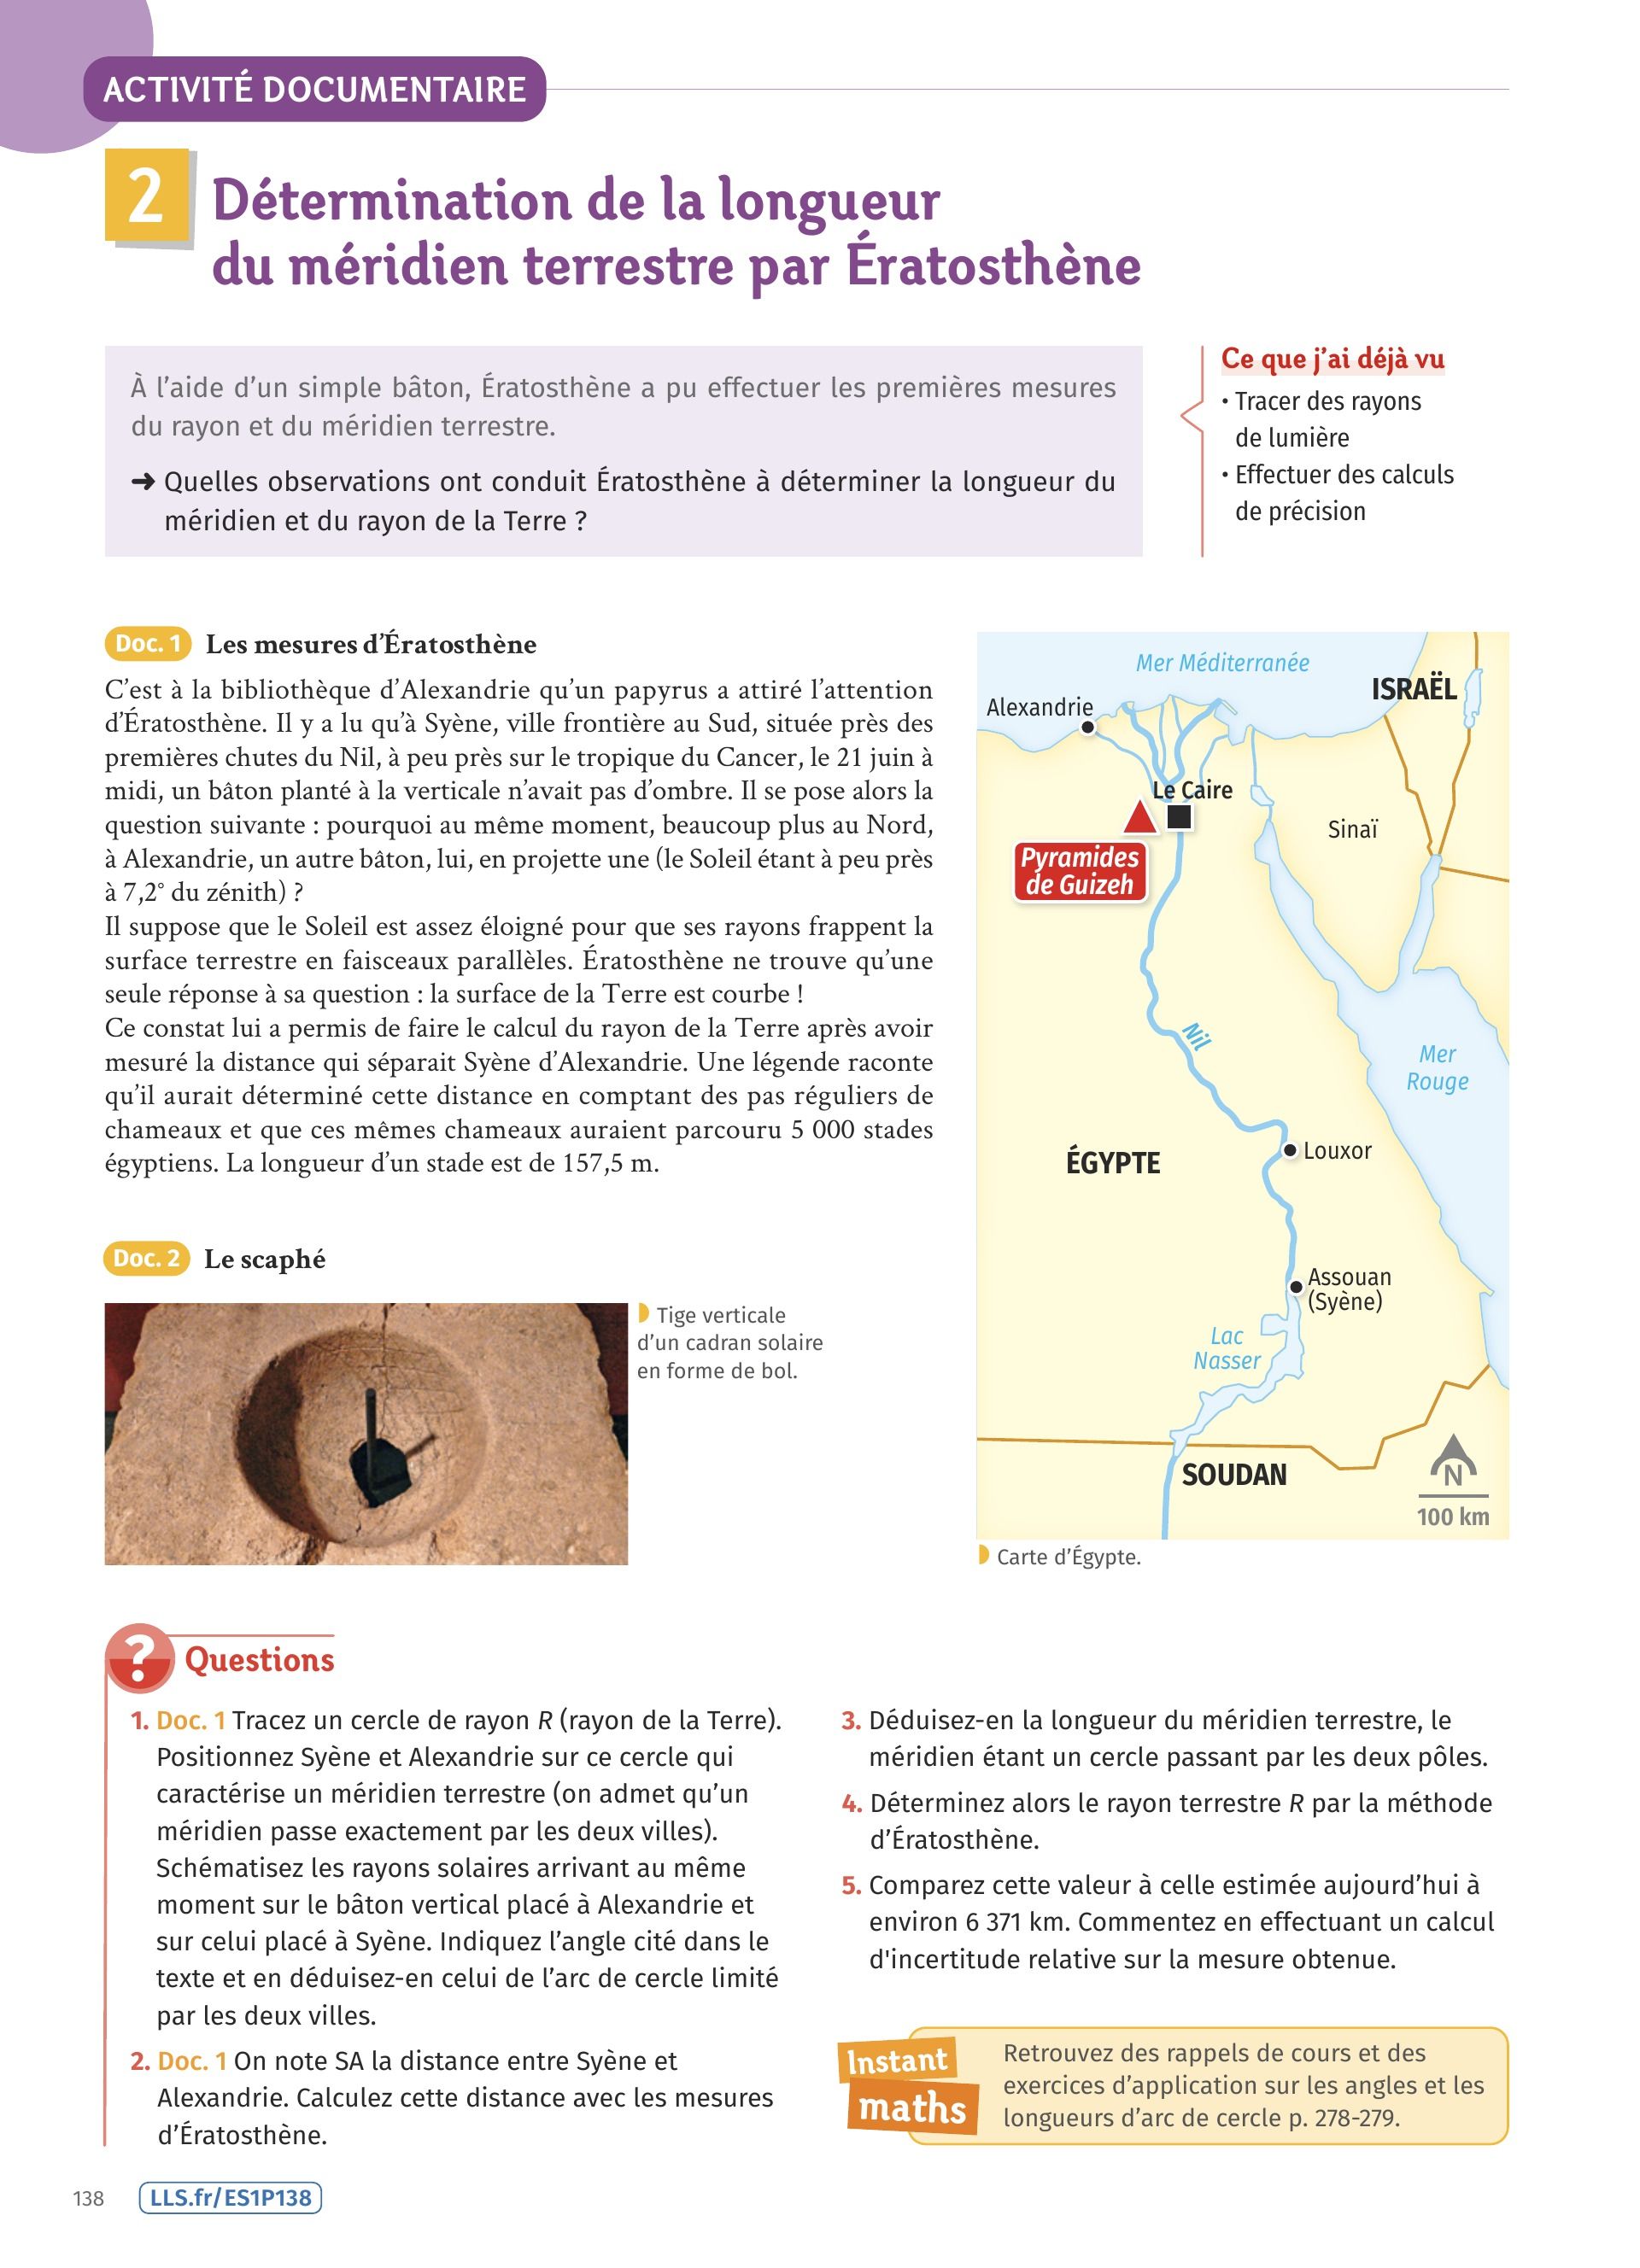 ACTIVITÉ DOCUMENTAIRE
2
Détermination de la longueur
du méridien terrestre par Ératosthène
À l’aide d’un simple bâton, Ératosthène a pu effectuer les premières mesures
du rayon et du méridien terrestre.
➜ Quelles observations ont conduit Ératosthène à déterminer la longueur du
méridien et du rayon de la Terre ?
Ce que j’ai déjà vu
• Tracer des rayons
de lumière
• Effectuer des calculs
de précision
Doc. 1 Les mesures d’Ératosthène
C’est à la bibliothèque d’Alexandrie qu’un papyrus a attiré l’attention
d’Ératosthène. Il y a lu qu’à Syène, ville frontière au Sud, située près des
premières chutes du Nil, à peu près sur le tropique du Cancer, le 21 juin à
midi, un bâton planté à la verticale n’avait pas d’ombre. Il se pose alors la
question suivante : pourquoi au même moment, beaucoup plus au Nord,
à Alexandrie, un autre bâton, lui, en projette une (le Soleil étant à peu près
à 7,2° du zénith) ?
Il suppose que le Soleil est assez éloigné pour que ses rayons frappent la
surface terrestre en faisceaux parallèles. Ératosthène ne trouve qu’une
seule réponse à sa question : la surface de la Terre est courbe !
Ce constat lui a permis de faire le calcul du rayon de la Terre après avoir
mesuré la distance qui séparait Syène d’Alexandrie. Une légende raconte
qu’il aurait déterminé cette distance en comptant des pas réguliers de
chameaux et que ces mêmes chameaux auraient parcouru 5 000 stades
égyptiens. La longueur d’un stade est de 157,5 m.
Doc. 2 Le scaphé
Tige verticale
d’un cadran solaire
en forme de bol.
Mer Méditerranée
ISRAËL
Alexandrie
Le Caire
Sinaï
Pyramides
de Guizeh
Nil
Mer
Rouge
Louxor
ÉGYPTE
Assouan
(Syène)
Lac
Nasser
SOUDAN
N
100 km
Carte d’Égypte.
? Questions
1. Doc. 1 Tracez un cercle de rayon R (rayon de la Terre).
Positionnez Syène et Alexandrie sur ce cercle qui
caractérise un méridien terrestre (on admet qu’un
méridien passe exactement par les deux villes).
Schématisez les rayons solaires arrivant au même
moment sur le bâton vertical placé à Alexandrie et
sur celui placé à Syène. Indiquez l’angle cité dans le
texte et en déduisez-en celui de l’arc de cercle limité
par les deux villes.
2. Doc. 1 On note SA la distance entre Syène et
Alexandrie. Calculez cette distance avec les mesures
d’Ératosthène.
3. Déduisez-en la longueur du méridien terrestre, le
méridien étant un cercle passant par les deux pôles.
4. Déterminez alors le rayon terrestre R par la méthode
d’Ératosthène.
5. Comparez cette valeur à celle estimée aujourd’hui à
environ 6 371 km. Commentez en effectuant un calcul
d'incertitude relative sur la mesure obtenue.
Instant
maths
Retrouvez des rappels de cours et des
exercices d’application sur les angles et les
longueurs d’arc de cercle p. 278-279.
138
LLS.fr/ES1P138